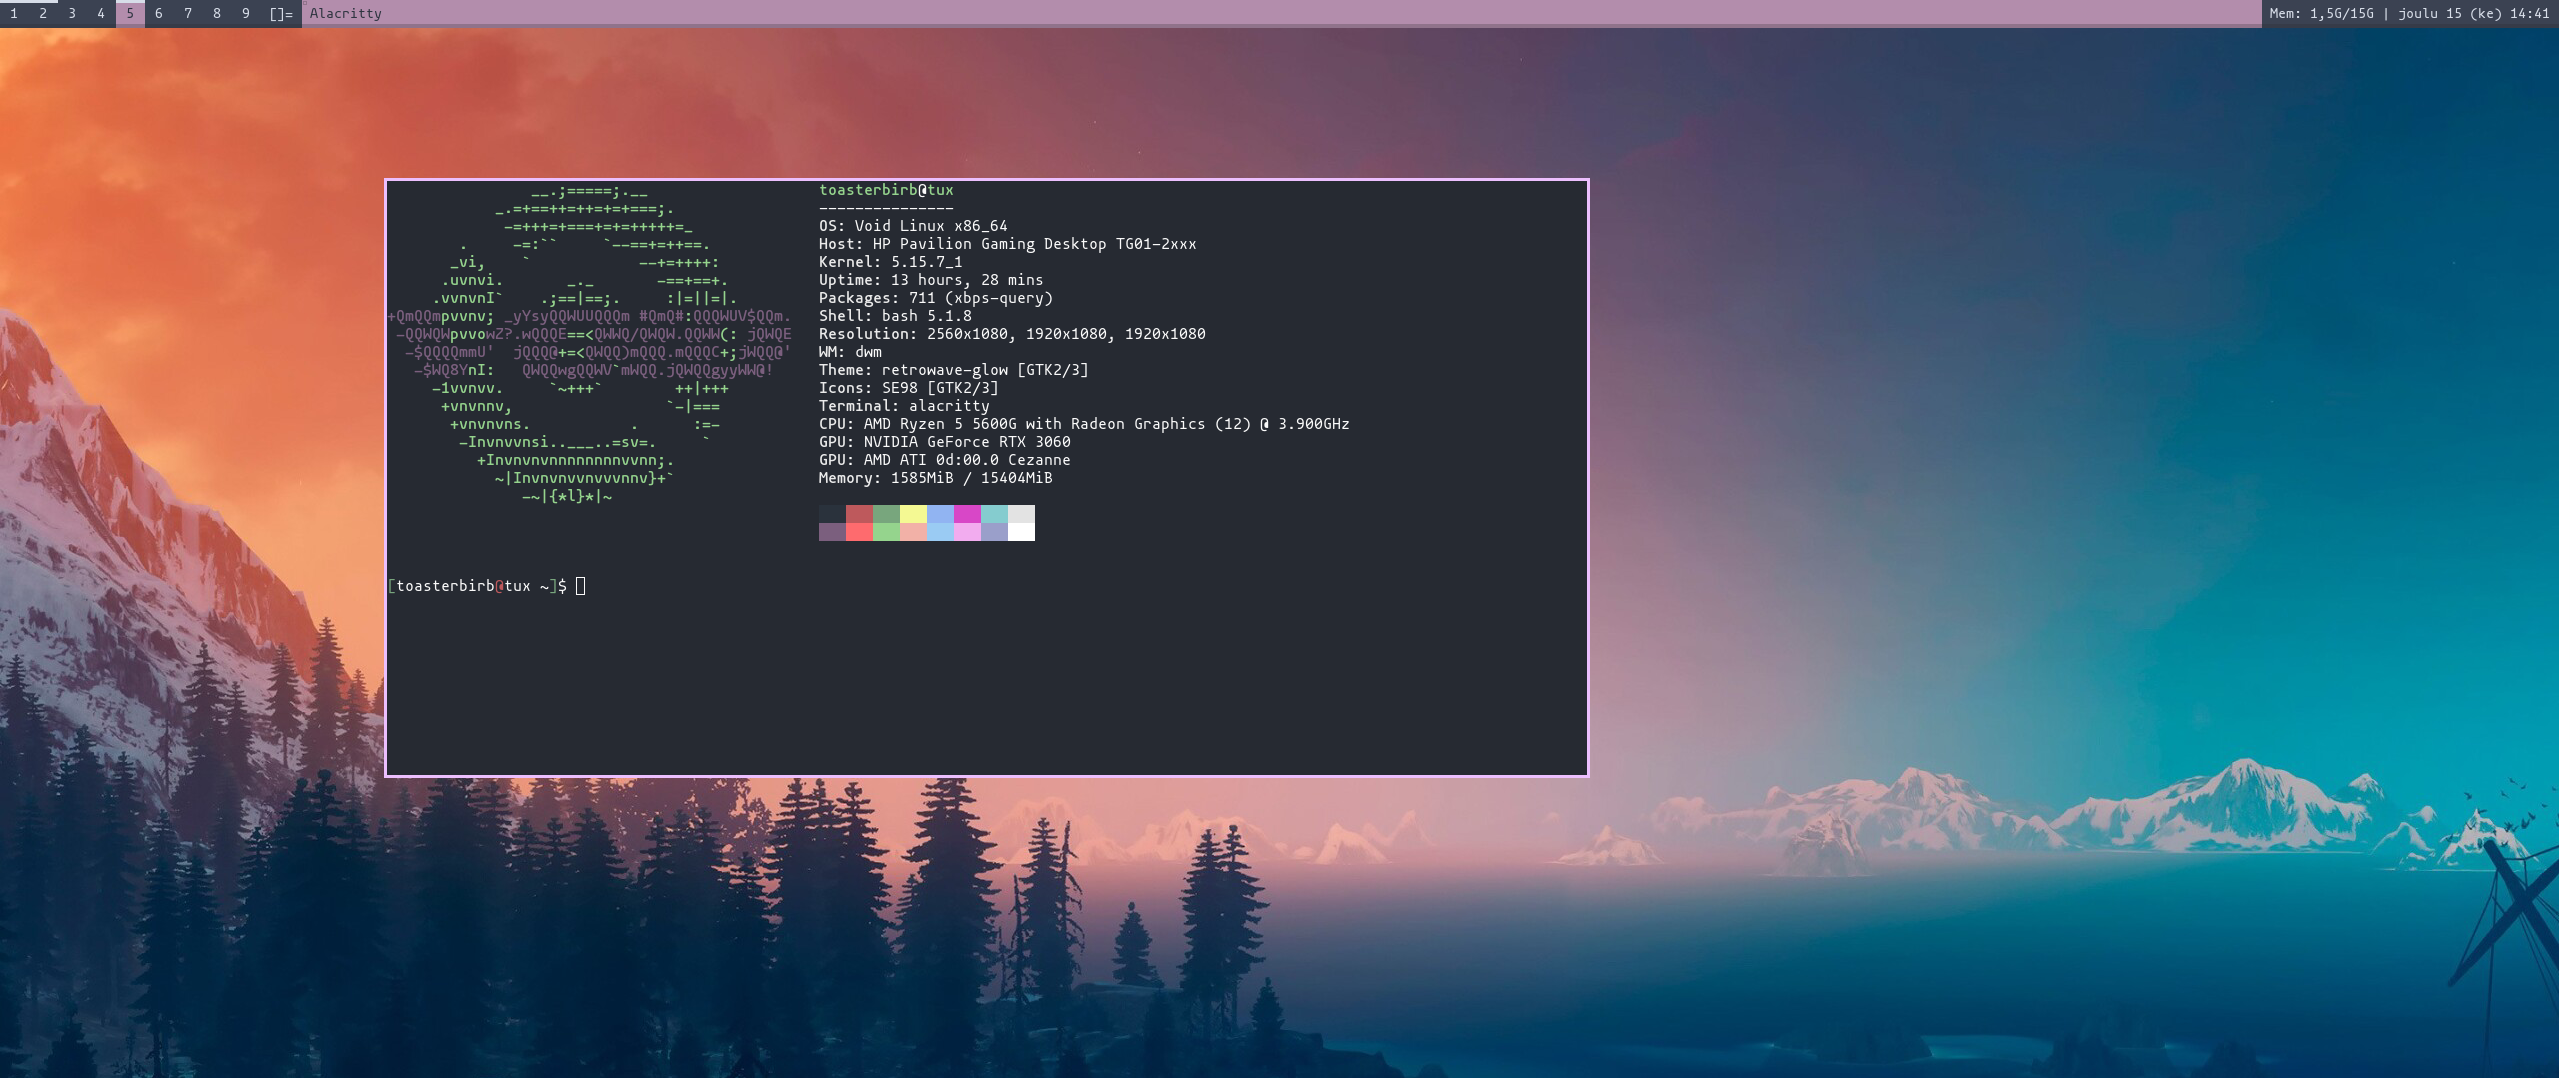 1 2 3 4 5 6 7 8 9 []= Alacritty Mem: 1,5G/15G | joulu 15 (ke) 14:41
__.;=====;.__
_.=+==++=++=+=+===;.
-=+++=+===+=+=+++++=_
. -=:`` `--==+=++==.
_vi, ` --+=++++:
.uvnvi. _._ -==+==+.
.vvnvnI` .;==|==;. :|=||=|.
+QmQQmpvvnv; _yYsyQQWUUQQQm #QmQ#:QQQWUV$QQm.
-QQWQWpvvowZ?.wQQQE==<QWWQ/QWQW.QQWW(: jQWQE
-$QQQQmmU' jQQQ@+=<QWQQ)mQQQ.mQQQC+;jWQQ@'
-$WQ8YnI: QWQQwgQQWV`mWQQ.jQWQQgyyWW@!
-1vvnvv. `~+++` ++|+++
+vnvnnv, `-|===
+vnvnvns. . :=-
-Invnvvnsi..___..=sv=. `
+Invnvnvnnnnnnnnvvnn;.
~|Invnvnvvnvvvnnv}+`
-~|{*l}*|~
toasterbirb@tux
---------------
OS: Void Linux x86_64
Host: HP Pavilion Gaming Desktop TG01-2xxx
Kernel: 5.15.7_1
Uptime: 13 hours, 28 mins
Packages: 711 (xbps-query)
Shell: bash 5.1.8
Resolution: 2560x1080, 1920x1080, 1920x1080
WM: dwm
Theme: retrowave-glow [GTK2/3]
Icons: SE98 [GTK2/3]
Terminal: alacritty
CPU: AMD Ryzen 5 5600G with Radeon Graphics (12) @ 3.900GHz
GPU: NVIDIA GeForce RTX 3060
GPU: AMD ATI 0d:00.0 Cezanne
Memory: 1585MiB / 15404MiB
[toasterbirb@tux ~]$